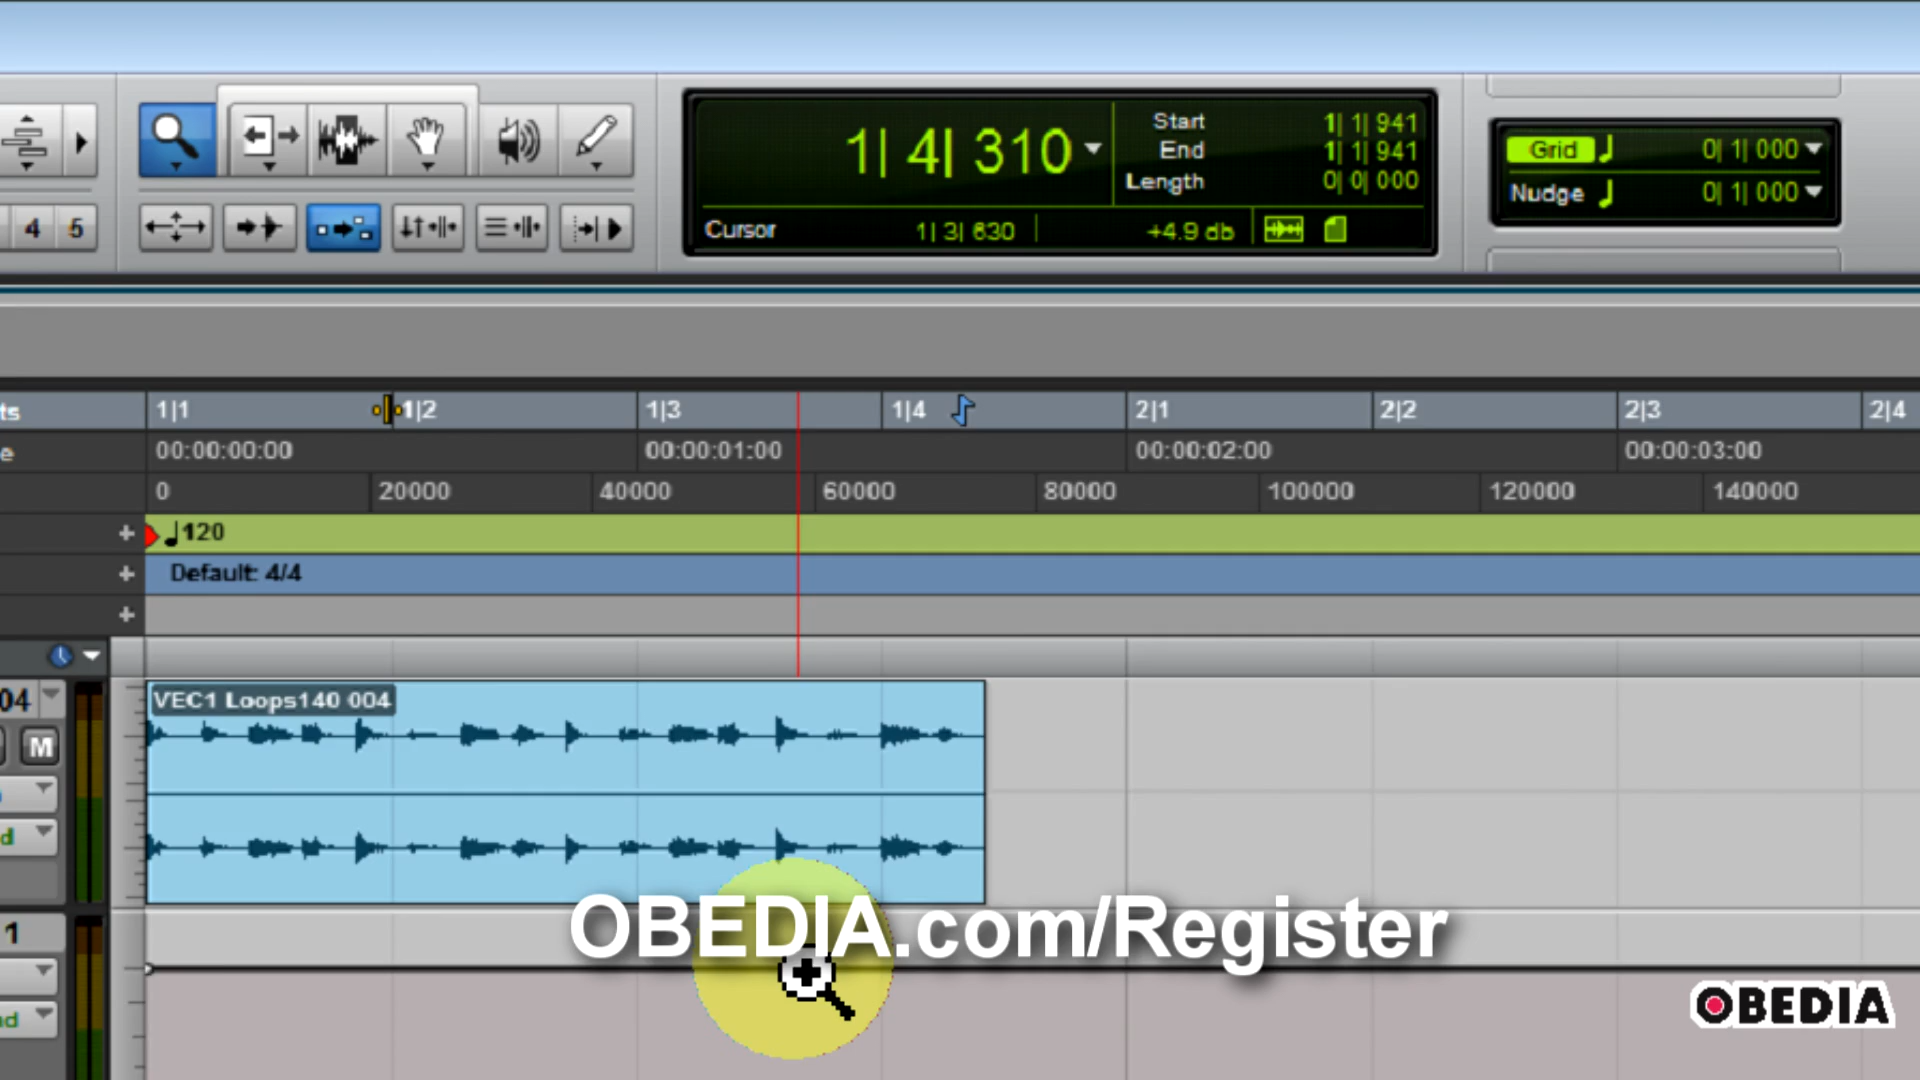 1| 4| 310
Start 1| 1| 941
End 1| 1| 941
Length 0| 0| 000
Cursor 1| 3| 630 +4.9 db
Grid 0| 1| 000
Nudge 0| 1| 000
4 5
ts 1|1 1|2 1|3 1|4 2|1 2|2 2|3 2|4
e 00:00:00:00 00:00:01:00 00:00:02:00 00:00:03:00
0 20000 40000 60000 80000 100000 120000 140000
+ 120
+ Default: 4/4
+
04 VEC1 Loops140 004
M
d
OBEDIA.com/Register
1
OBEDIA
nd